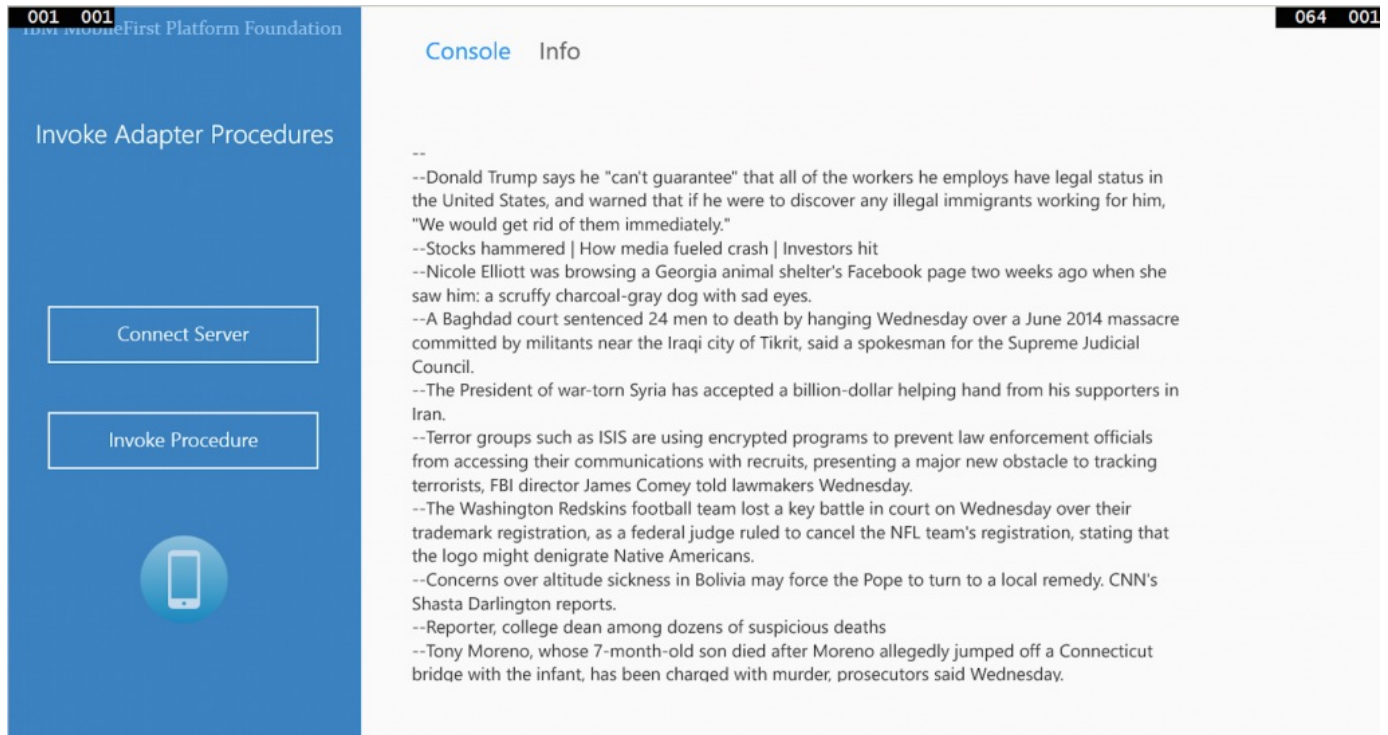 001 001
064 001
IBM MobileFirst Platform Foundation
Console Info
Invoke Adapter Procedures
--
--Donald Trump says he "can't guarantee" that all of the workers he employs have legal status in
the United States, and warned that if he were to discover any illegal immigrants working for him,
"We would get rid of them immediately."
--Stocks hammered | How media fueled crash | Investors hit
--Nicole Elliott was browsing a Georgia animal shelter's Facebook page two weeks ago when she
saw him: a scruffy charcoal-gray dog with sad eyes.
--A Baghdad court sentenced 24 men to death by hanging Wednesday over a June 2014 massacre
committed by militants near the Iraqi city of Tikrit, said a spokesman for the Supreme Judicial
Council.
--The President of war-torn Syria has accepted a billion-dollar helping hand from his supporters in
Iran.
--Terror groups such as ISIS are using encrypted programs to prevent law enforcement officials
from accessing their communications with recruits, presenting a major new obstacle to tracking
terrorists, FBI director James Comey told lawmakers Wednesday.
--The Washington Redskins football team lost a key battle in court on Wednesday over their
trademark registration, as a federal judge ruled to cancel the NFL team's registration, stating that
the logo might denigrate Native Americans.
--Concerns over altitude sickness in Bolivia may force the Pope to turn to a local remedy. CNN's
Shasta Darlington reports.
--Reporter, college dean among dozens of suspicious deaths
--Tony Moreno, whose 7-month-old son died after Moreno allegedly jumped off a Connecticut
bridge with the infant, has been charged with murder, prosecutors said Wednesday.
Connect Server
Invoke Procedure